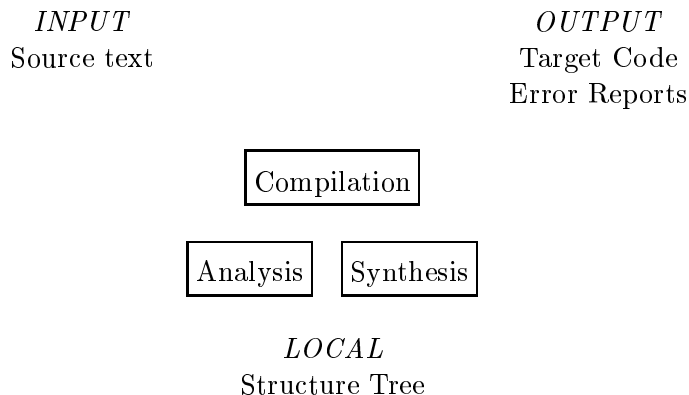 INPUT
Source text
OUTPUT
Target Code
Error Reports
Compilation
Analysis
Synthesis
LOCAL
Structure Tree